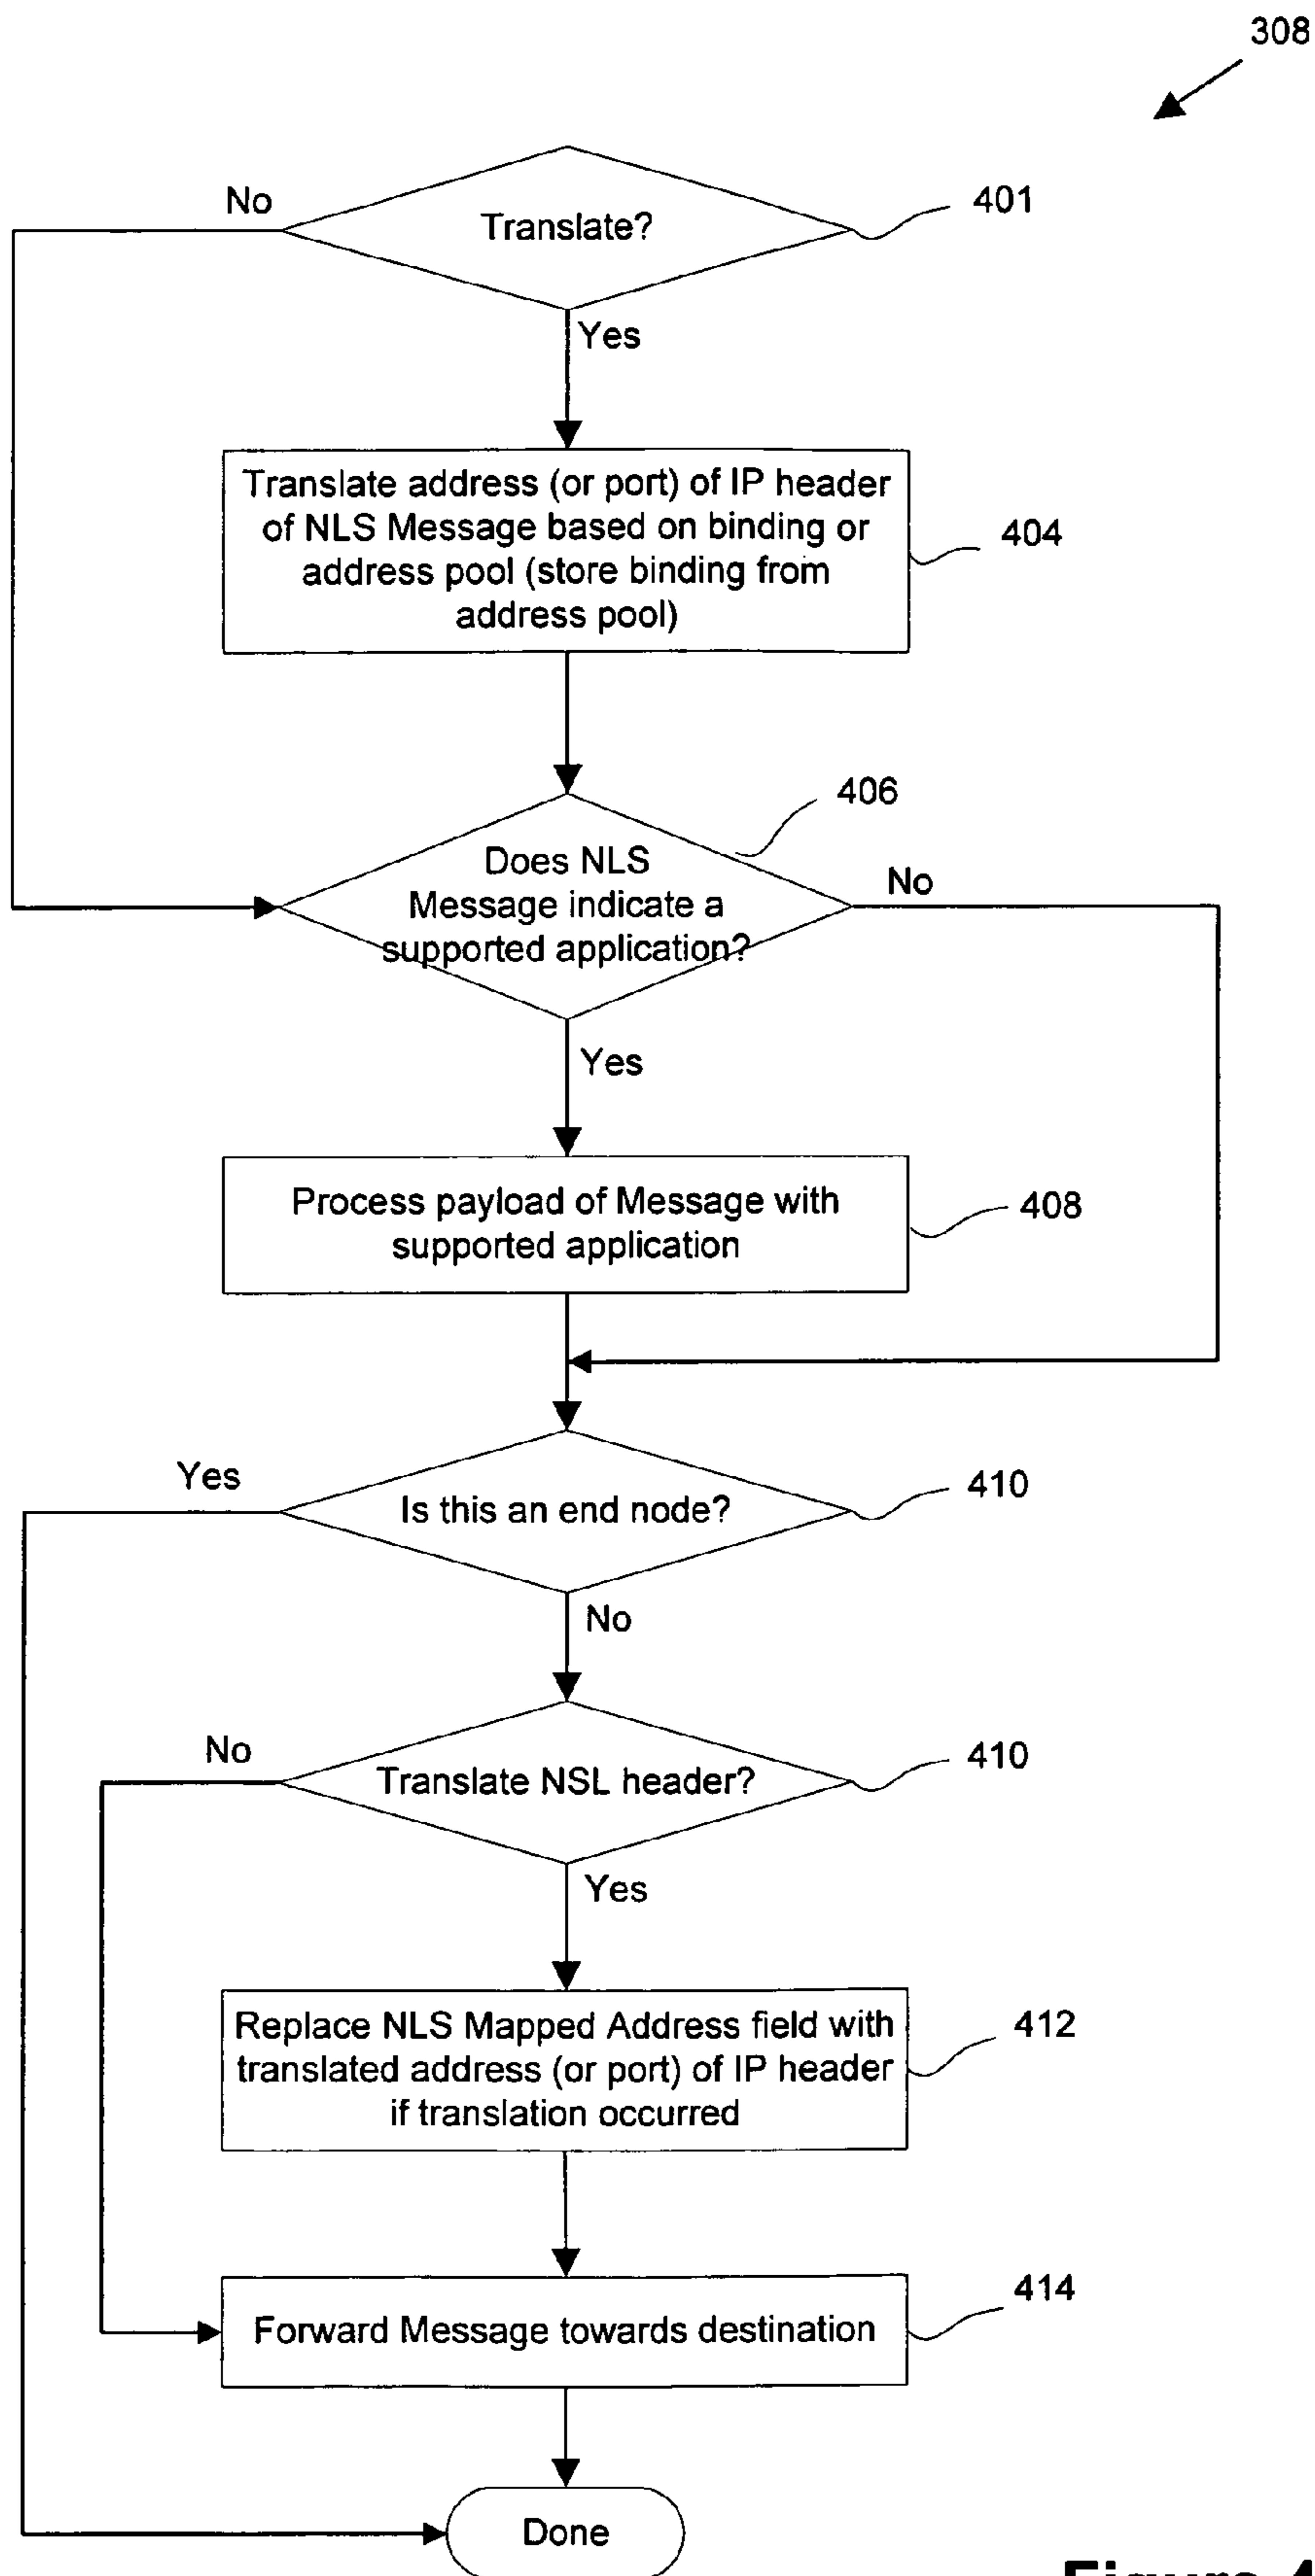 308
No
Translate?
401
Yes
Translate address (or port) of IP header
of NLS Message based on binding or
address pool (store binding from
address pool)
404
406
Does NLS
Message indicate a
supported application?
No
Yes
Process payload of Message with
supported application
408
Yes
Is this an end node?
410
No
No
Translate NSL header?
410
Yes
Replace NLS Mapped Address field with
translated address (or port) of IP header
if translation occurred
412
Forward Message towards destination
414
Done
Figure 4